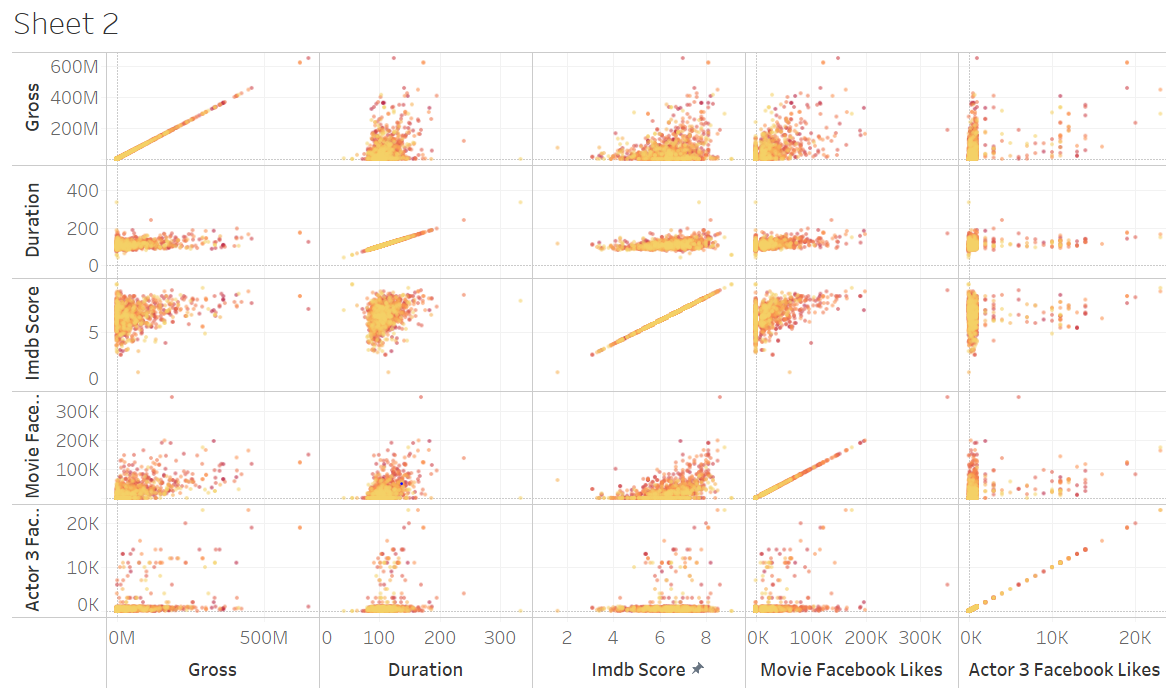 Sheet 2
600M
400M
200M
Gross
400
200
0
Duration
5
0
Imdb Score
300K
200K
100K
Movie Face..
20K
10K
0K
Actor 3 Fac..
0M 500M 0 100 200 300 2 4 6 8 0K 100K 200K 300K 0K 10K 20K
Gross Duration Imdb Score Movie Facebook Likes Actor 3 Facebook Likes